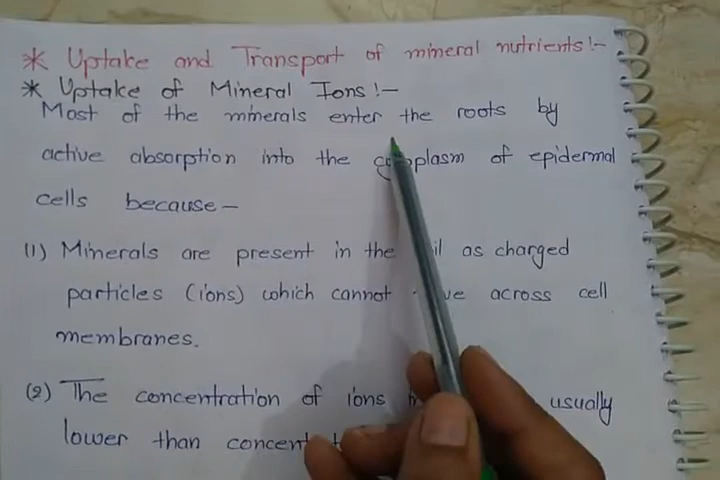 * Uptake and Transport of mineral nutrients:-
* Uptake of Mineral Ions:-
Most of the minerals enter the roots by
active absorption into the cytoplasm of epidermal
cells because-
(1) Minerals are present in the as charged
particles (ions) which cannot across cell
membranes.
(2) The concentration of ions usually
lower than